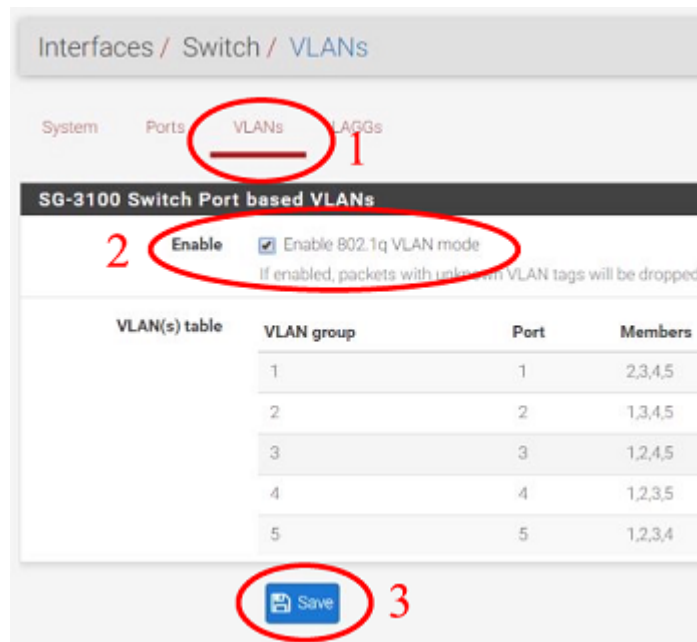 Interfaces / Switch / VLANs
System Ports VLANs LAGGs
1
SG-3100 Switch Port based VLANs
2 Enable Enable 802.1q VLAN mode
If enabled, packets with unknown VLAN tags will be dropped
VLAN(s) table VLAN group Port Members
1 1 2,3,4,5
2 2 1,3,4,5
3 3 1,2,4,5
4 4 1,2,3,5
5 5 1,2,3,4
Save 3